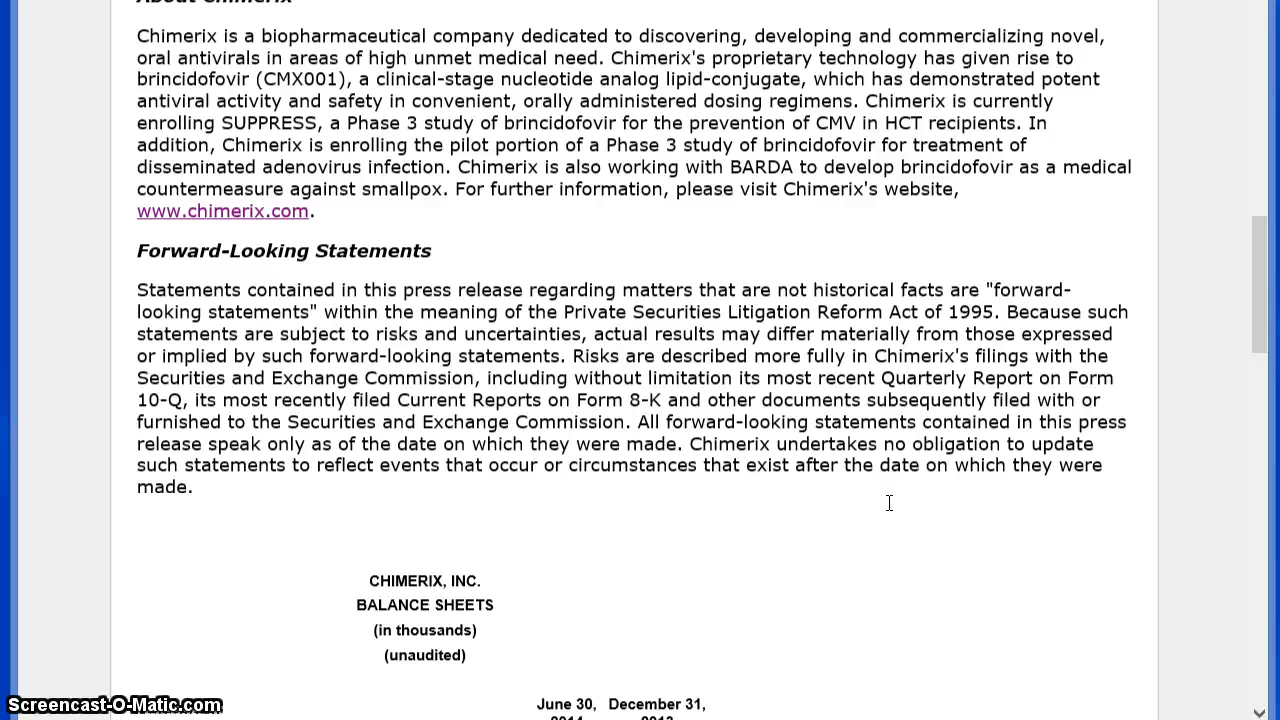 About Chimerix
Chimerix is a biopharmaceutical company dedicated to discovering, developing and commercializing novel,
oral antivirals in areas of high unmet medical need. Chimerix's proprietary technology has given rise to
brincidofovir (CMX001), a clinical-stage nucleotide analog lipid-conjugate, which has demonstrated potent
antiviral activity and safety in convenient, orally administered dosing regimens. Chimerix is currently
enrolling SUPPRESS, a Phase 3 study of brincidofovir for the prevention of CMV in HCT recipients. In
addition, Chimerix is enrolling the pilot portion of a Phase 3 study of brincidofovir for treatment of
disseminated adenovirus infection. Chimerix is also working with BARDA to develop brincidofovir as a medical
countermeasure against smallpox. For further information, please visit Chimerix's website,
www.chimerix.com.
Forward-Looking Statements
Statements contained in this press release regarding matters that are not historical facts are "forward-
looking statements" within the meaning of the Private Securities Litigation Reform Act of 1995. Because such
statements are subject to risks and uncertainties, actual results may differ materially from those expressed
or implied by such forward-looking statements. Risks are described more fully in Chimerix's filings with the
Securities and Exchange Commission, including without limitation its most recent Quarterly Report on Form
10-Q, its most recently filed Current Reports on Form 8-K and other documents subsequently filed with or
furnished to the Securities and Exchange Commission. All forward-looking statements contained in this press
release speak only as of the date on which they were made. Chimerix undertakes no obligation to update
such statements to reflect events that occur or circumstances that exist after the date on which they were
made.
CHIMERIX, INC.
BALANCE SHEETS
(in thousands)
(unaudited)
June 30, December 31,
2014 2013
Screencast-O-Matic.com